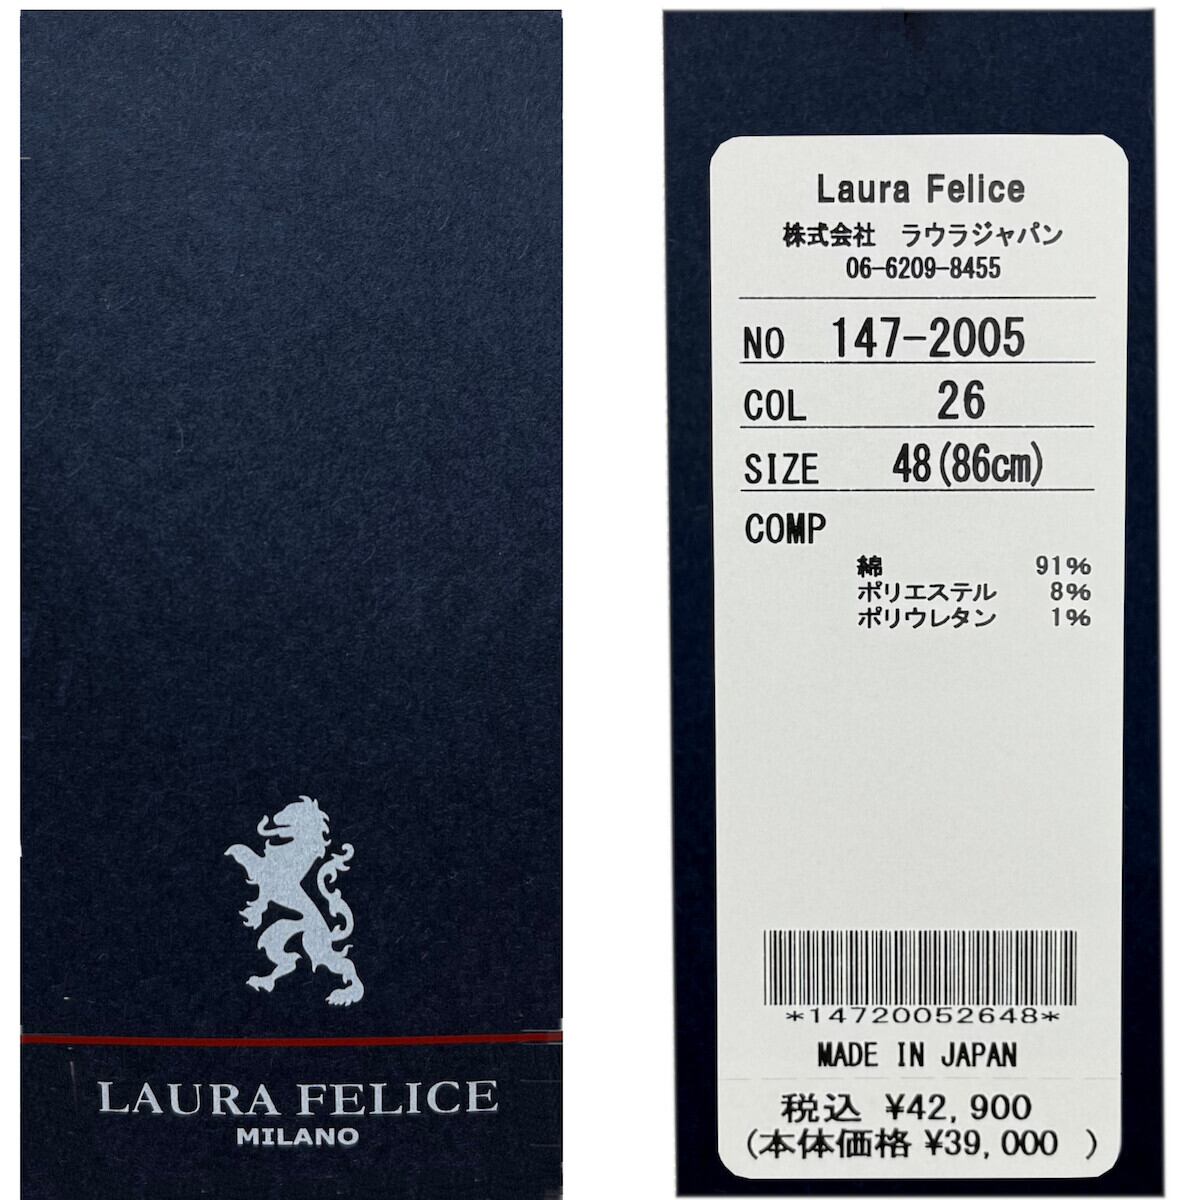 LAURA FELICE
MILANO
Laura Felice
株式会社　ラウラジャパン
06-6209-8455
NO 147-2005
COL 26
SIZE 48(86cm)
COMP
綿 91%
ポリエステル 8%
ポリウレタン 1%
*14720052648*
MADE IN JAPAN
税込 ¥42,900
(本体価格 ¥39,000 )